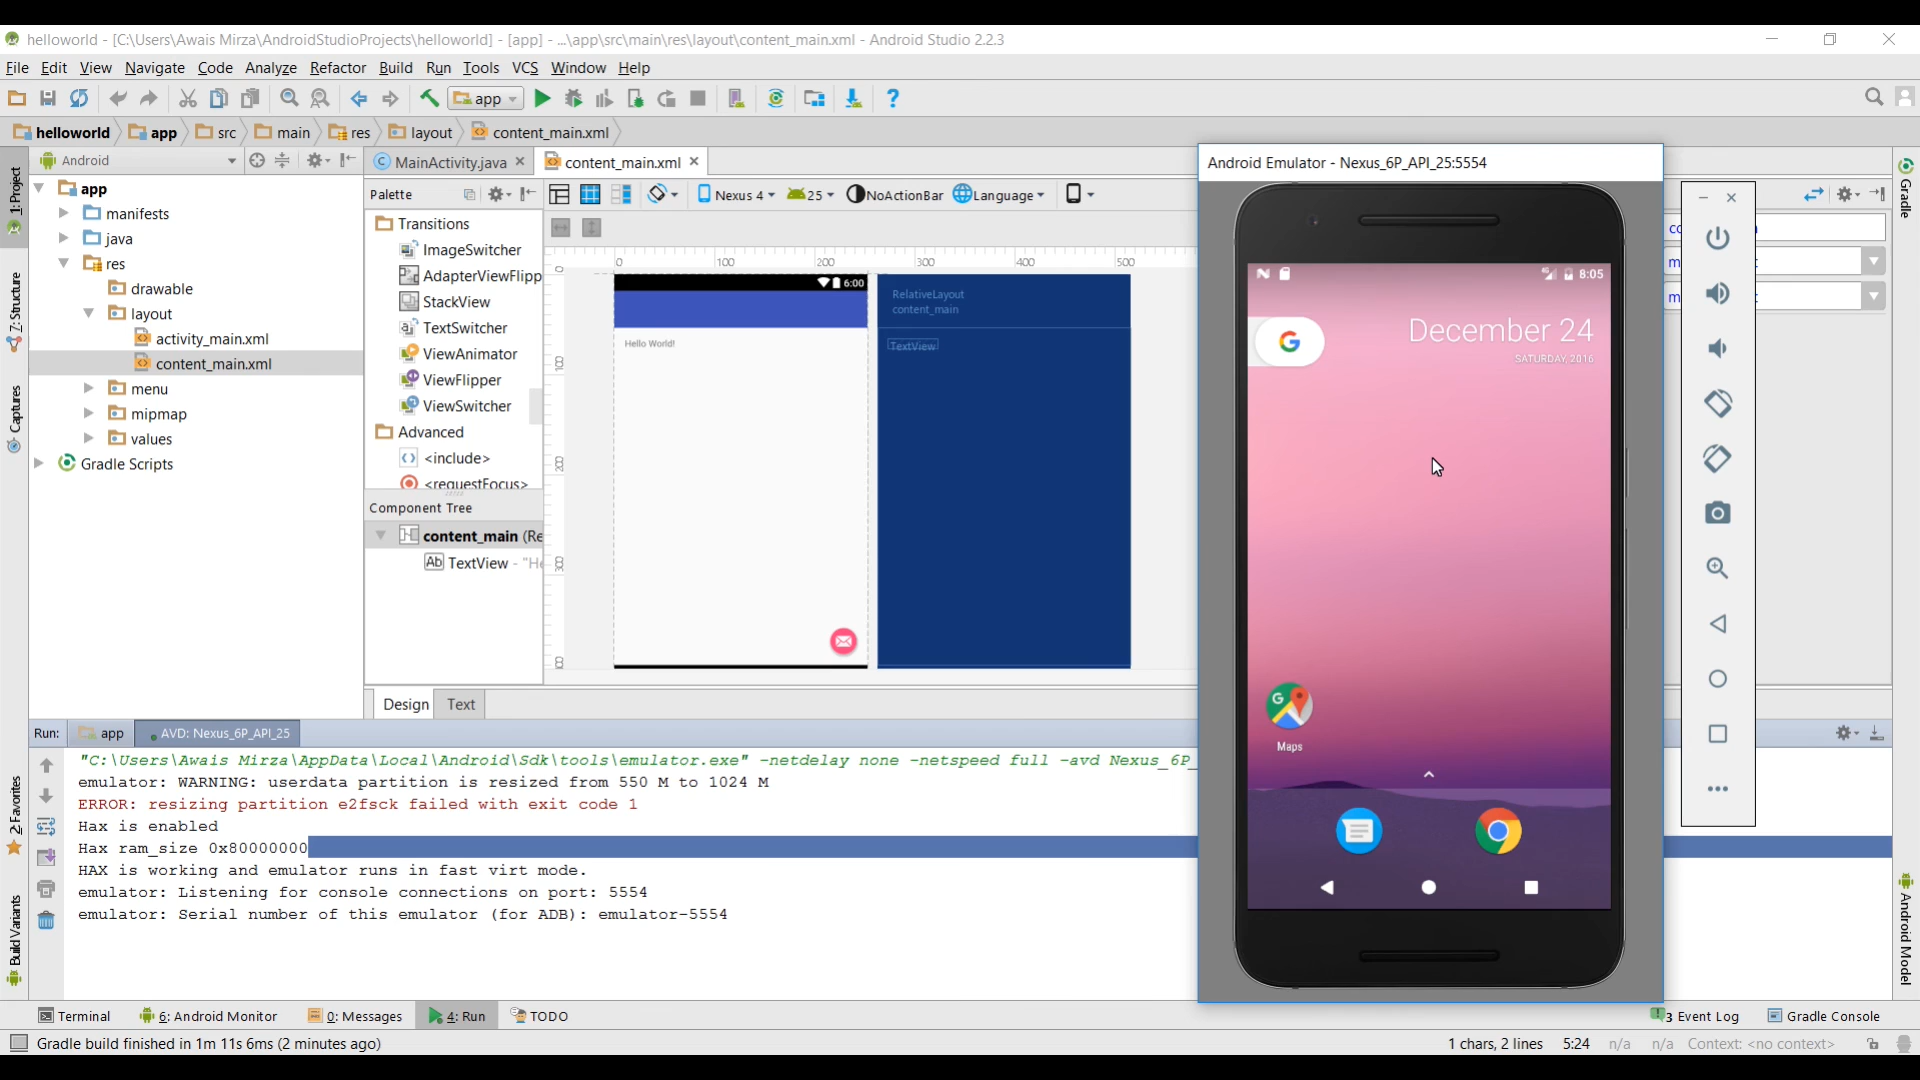 helloworld - [C:\Users\Awais Mirza\AndroidStudioProjects\helloworld] - [app] - ...\app\src\main\res\layout\content_main.xml - Android Studio 2.2.3
File Edit View Navigate Code Analyze Refactor Build Run Tools VCS Window Help
app
helloworld app src main res layout content_main.xml
Android
MainActivity.java content_main.xml
Android Emulator - Nexus_6P_API_25:5554
1: Project
7: Structure
Captures
2: Favorites
Build Variants
app
manifests
java
res
drawable
layout
activity_main.xml
content_main.xml
menu
mipmap
values
Gradle Scripts
Palette
Transitions
ImageSwitcher
AdapterViewFlipp
StackView
TextSwitcher
ViewAnimator
ViewFlipper
ViewSwitcher
Advanced
<include>
<requestFocus>
Component Tree
content_main (Re
Ab TextView - "He
Nexus 4 25 NoActionBar Language
0 100 200 300 400 500
0
100
200
300
6:00
Hello World!
RelativeLayout
content_main
TextView
Design Text
8:05
G
December 24
SATURDAY, 2016
Maps
Gradle
Android Model
Run: app AVD: Nexus_6P_API_25
"C:\Users\Awais Mirza\AppData\Local\Android\Sdk\tools\emulator.exe" -netdelay none -netspeed full -avd Nexus_6P_
emulator: WARNING: userdata partition is resized from 550 M to 1024 M
ERROR: resizing partition e2fsck failed with exit code 1
Hax is enabled
Hax ram_size 0x80000000
HAX is working and emulator runs in fast virt mode.
emulator: Listening for console connections on port: 5554
emulator: Serial number of this emulator (for ADB): emulator-5554
Terminal 6: Android Monitor 0: Messages 4: Run TODO 3 Event Log Gradle Console
Gradle build finished in 1m 11s 6ms (2 minutes ago) 1 chars, 2 lines 5:24 n/a n/a Context: <no context>